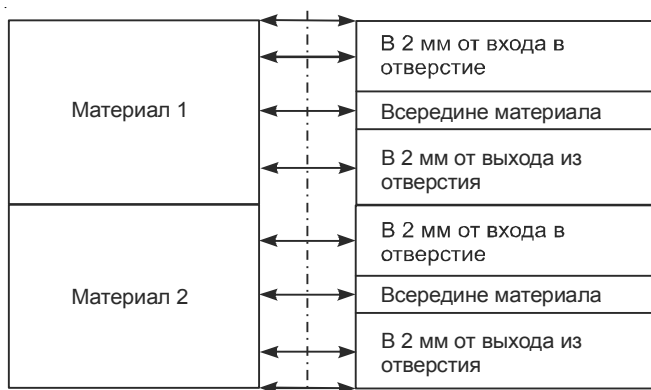 В 2 мм от входа в
отверстие
Материал 1
Всередине материала
В 2 мм от выхода из
отверстия
В 2 мм от входа в
отверстие
Материал 2
Всередине материала
В 2 мм от выхода из
отверстия